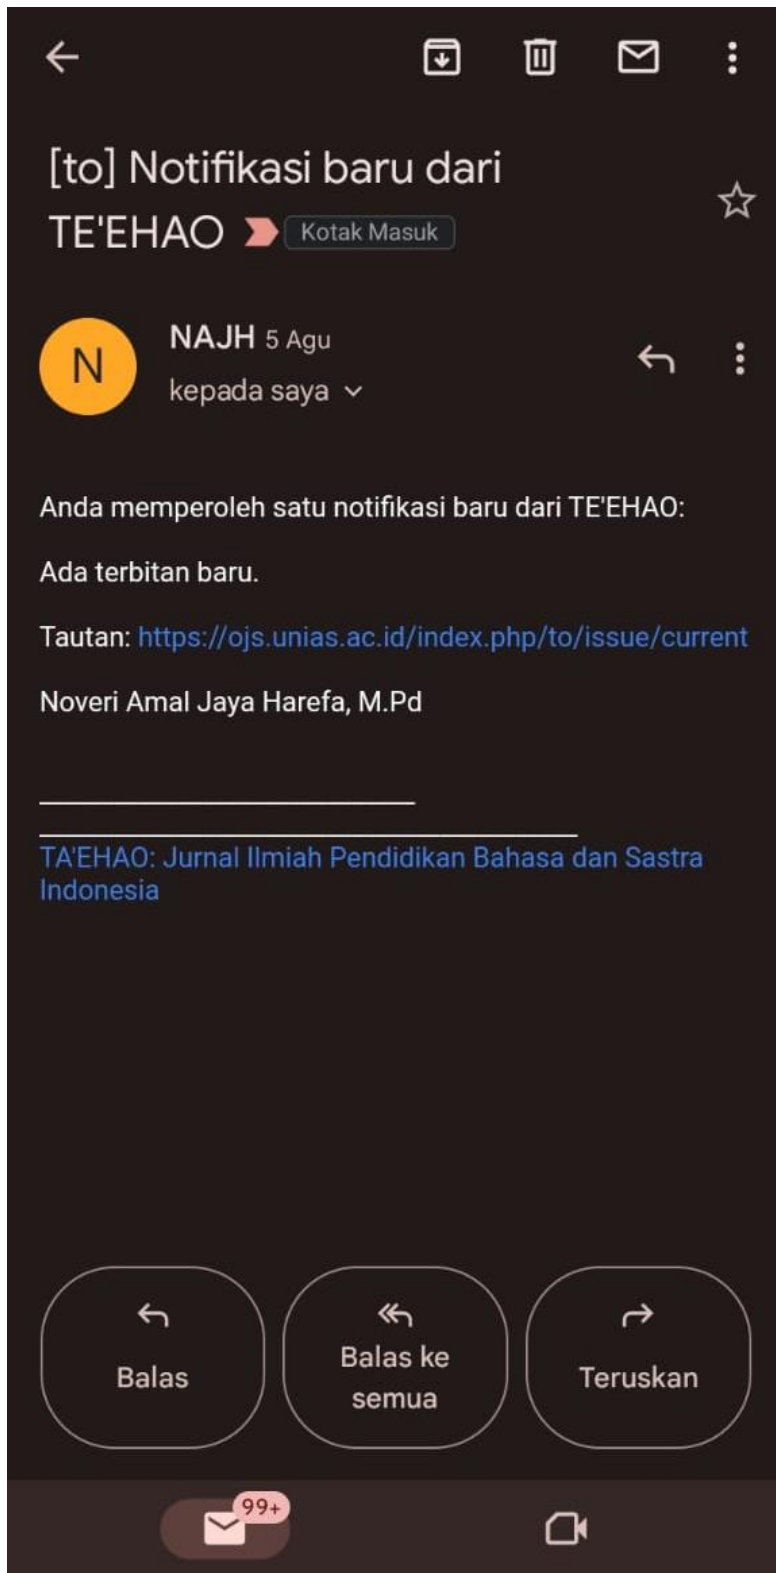 [to] Notifikasi baru dari
TE'EHAO Kotak Masuk
N
NAJH 5 Agu
kepada saya
Anda memperoleh satu notifikasi baru dari TE'EHAO:
Ada terbitan baru.
Tautan: https://ojs.unias.ac.id/index.php/to/issue/current
Noveri Amal Jaya Harefa, M.Pd
TA'EHAO: Jurnal Ilmiah Pendidikan Bahasa dan Sastra
Indonesia
Balas
Balas ke
semua
Teruskan
99+